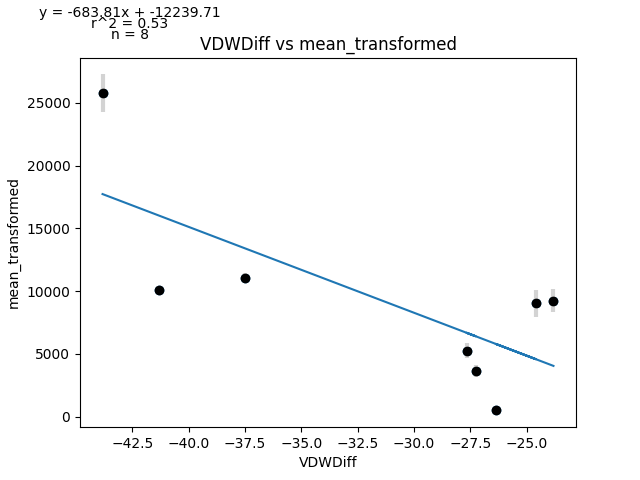 y = -683.81x + -12239.71
r^2 = 0.53
n = 8
VDWDiff vs mean_transformed
25000
20000
15000
10000
5000
0
mean_transformed
−42.5 −40.0 −37.5 −35.0 −32.5 −30.0 −27.5 −25.0
VDWDiff